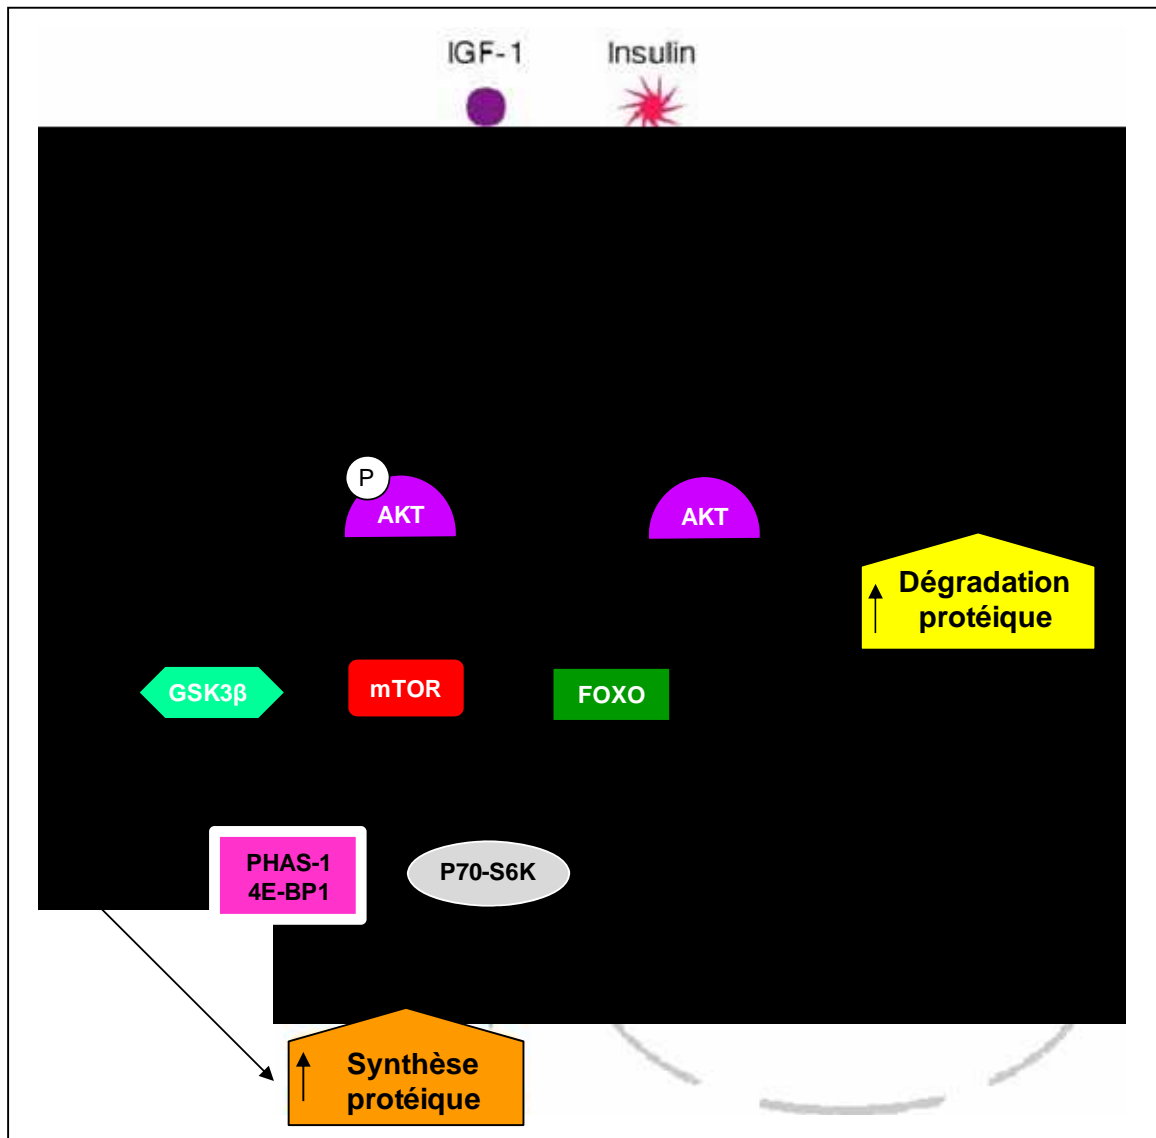 IGF-1 Insulin
P
AKT AKT
Dégradation
protéique
GSK3β mTOR FOXO
PHAS-1
4E-BP1
P70-S6K
Synthèse
protéique